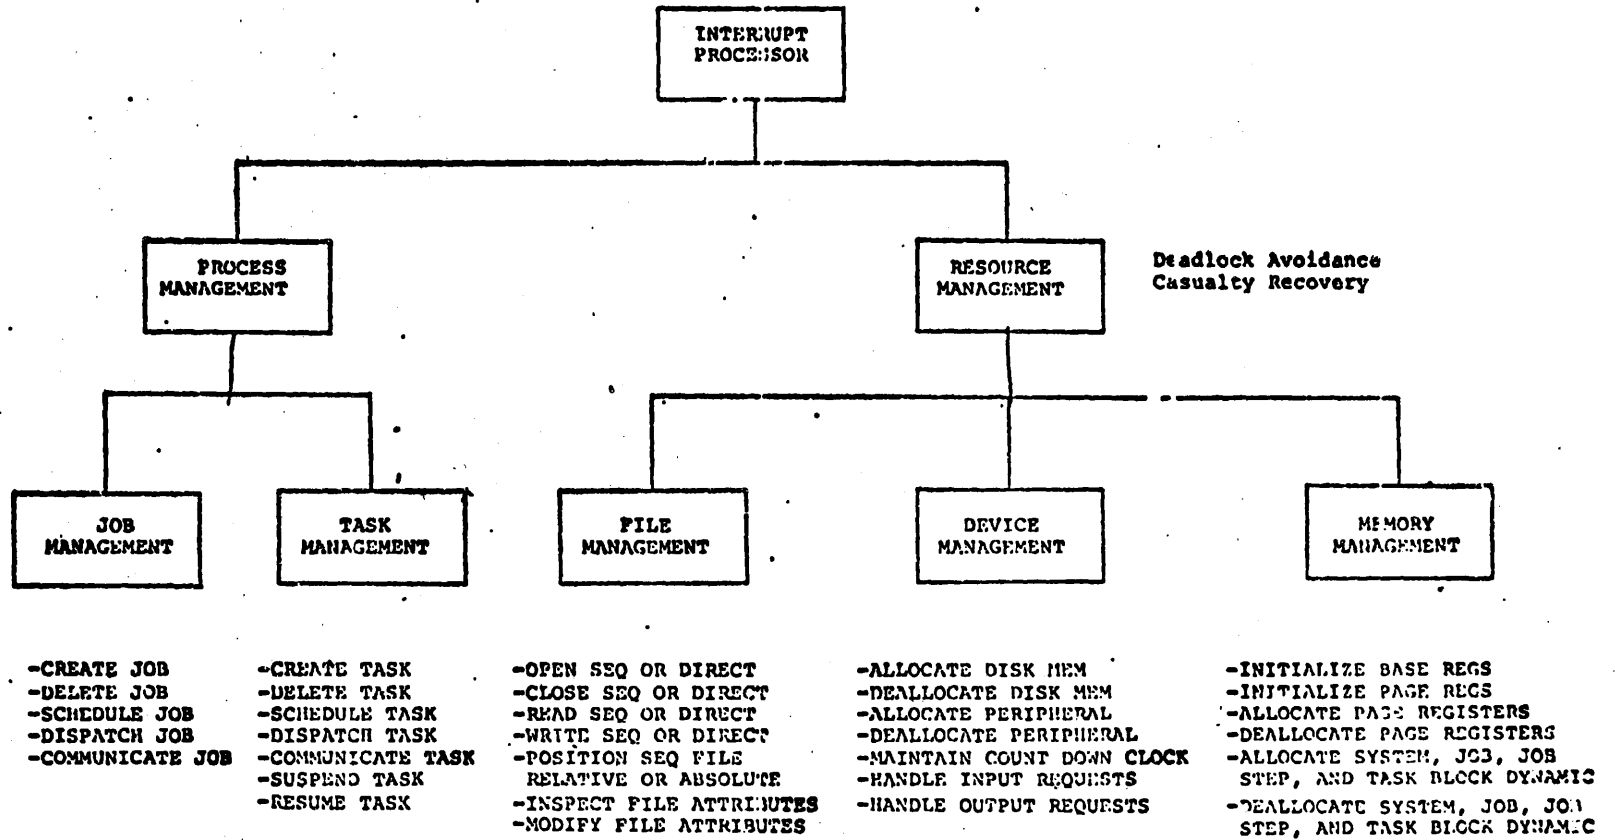 INTERRUPT
PROCESSOR
PROCESS
MANAGEMENT
RESOURCE
MANAGEMENT
Deadlock Avoidance
Casualty Recovery
JOB
MANAGEMENT
TASK
MANAGEMENT
FILE
MANAGEMENT
DEVICE
MANAGEMENT
MEMORY
MANAGEMENT
-CREATE JOB
-DELETE JOB
-SCHEDULE JOB
-DISPATCH JOB
-COMMUNICATE JOB
-CREATE TASK
-DELETE TASK
-SCHEDULE TASK
-DISPATCH TASK
-COMMUNICATE TASK
-SUSPEND TASK
-RESUME TASK
-OPEN SEQ OR DIRECT
-CLOSE SEQ OR DIRECT
-READ SEQ OR DIRECT
-WRITE SEQ OR DIRECT
-POSITION SEQ FILE
RELATIVE OR ABSOLUTE
-INSPECT FILE ATTRIBUTES
-MODIFY FILE ATTRIBUTES
-ALLOCATE DISK MEM
-DEALLOCATE DISK MEM
-ALLOCATE PERIPHERAL
-DEALLOCATE PERIPHERAL
-MAINTAIN COUNT DOWN CLOCK
-HANDLE INPUT REQUESTS
-HANDLE OUTPUT REQUESTS
-INITIALIZE BASE REGS
-INITIALIZE PAGE REGS
-ALLOCATE PAGE REGISTERS
-DEALLOCATE PAGE REGISTERS
-ALLOCATE SYSTEM, JOB, JOB
STEP, AND TASK BLOCK DYNAMIC
-DEALLOCATE SYSTEM, JOB, JOB
STEP, AND TASK BLOCK DYNAMIC